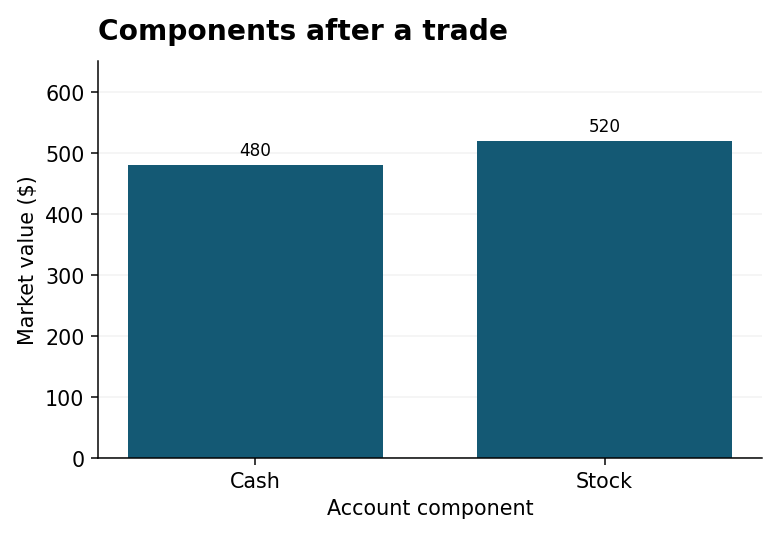 Components after a trade
Market value ($)
600
500
400
300
200
100
0
480
520
Cash
Stock
Account component